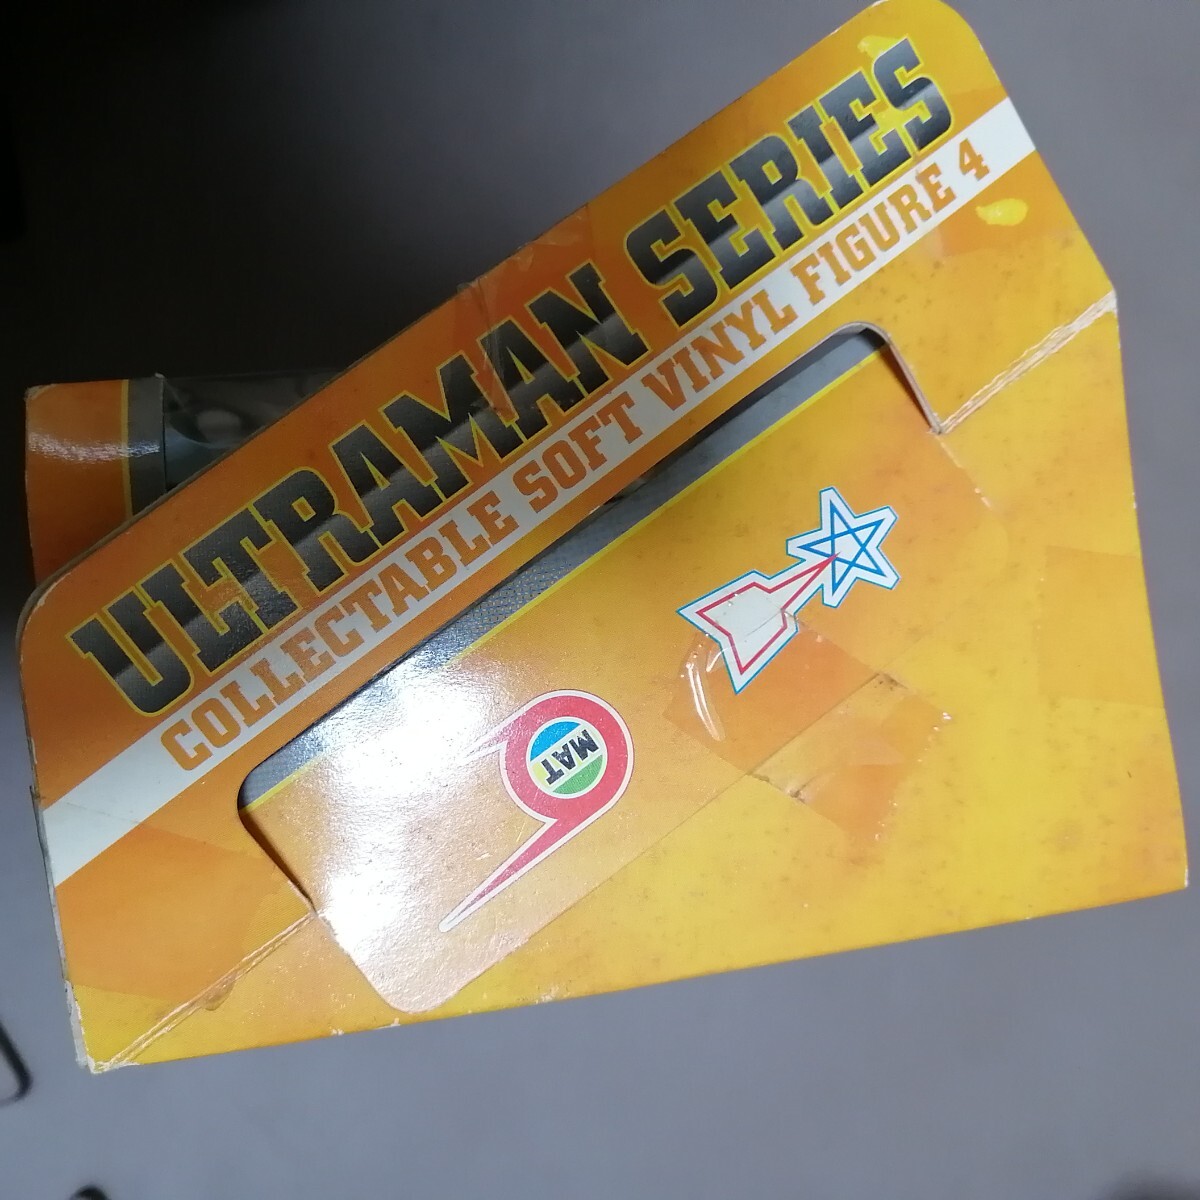 ULTRAMAN SERIES
COLLECTABLE SOFT VINYL FIGURE 4
MAT